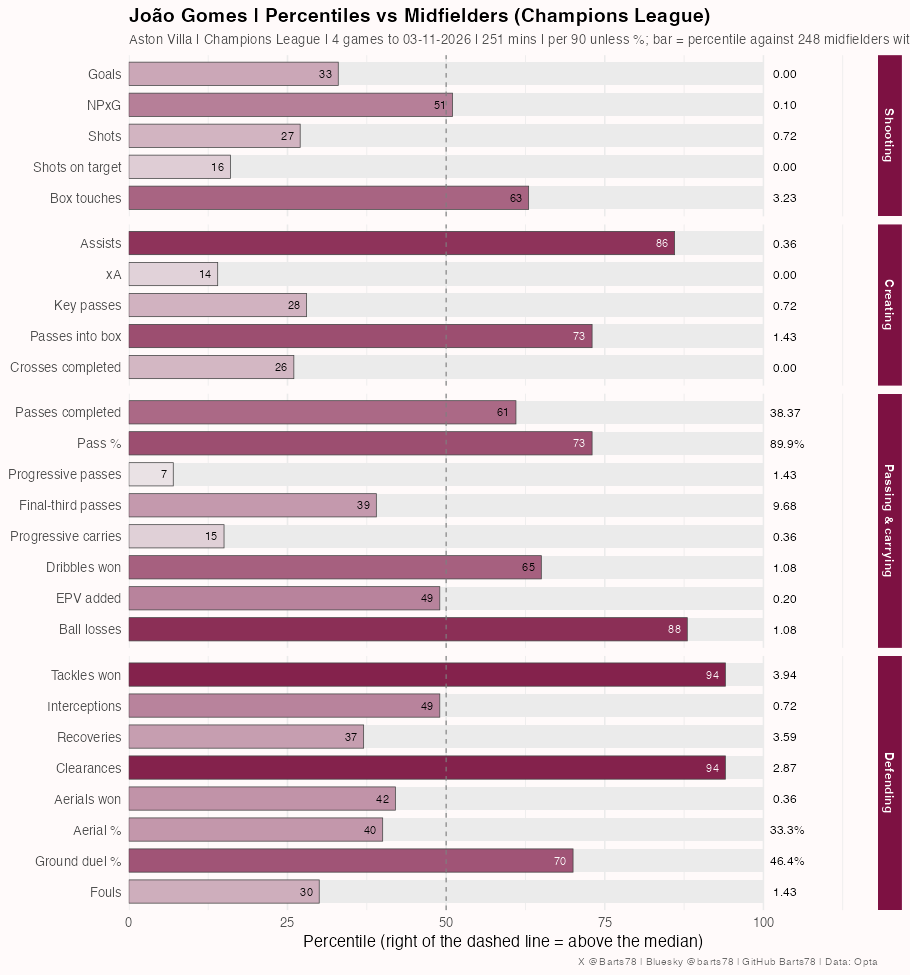 João Gomes | Percentiles vs Midfielders (Champions League)
Aston Villa | Champions League | 4 games to 03-11-2026 | 251 mins | per 90 unless %; bar = percentile against 248 midfielders wit
Goals 33 0.00
NPxG 51 0.10
Shots 27 0.72
Shots on target 16 0.00
Box touches 63 3.23
Shooting
Assists 86 0.36
xA 14 0.00
Key passes 28 0.72
Passes into box 73 1.43
Crosses completed 26 0.00
Creating
Passes completed 61 38.37
Pass % 73 89.9%
Progressive passes 7 1.43
Final-third passes 39 9.68
Progressive carries 15 0.36
Dribbles won 65 1.08
EPV added 49 0.20
Ball losses 88 1.08
Passing & carrying
Tackles won 94 3.94
Interceptions 49 0.72
Recoveries 37 3.59
Clearances 94 2.87
Aerials won 42 0.36
Aerial % 40 33.3%
Ground duel % 70 46.4%
Fouls 30 1.43
Defending
0 25 50 75 100
Percentile (right of the dashed line = above the median)
X @Barts78 | Bluesky @barts78 | GitHub Barts78 | Data: Opta